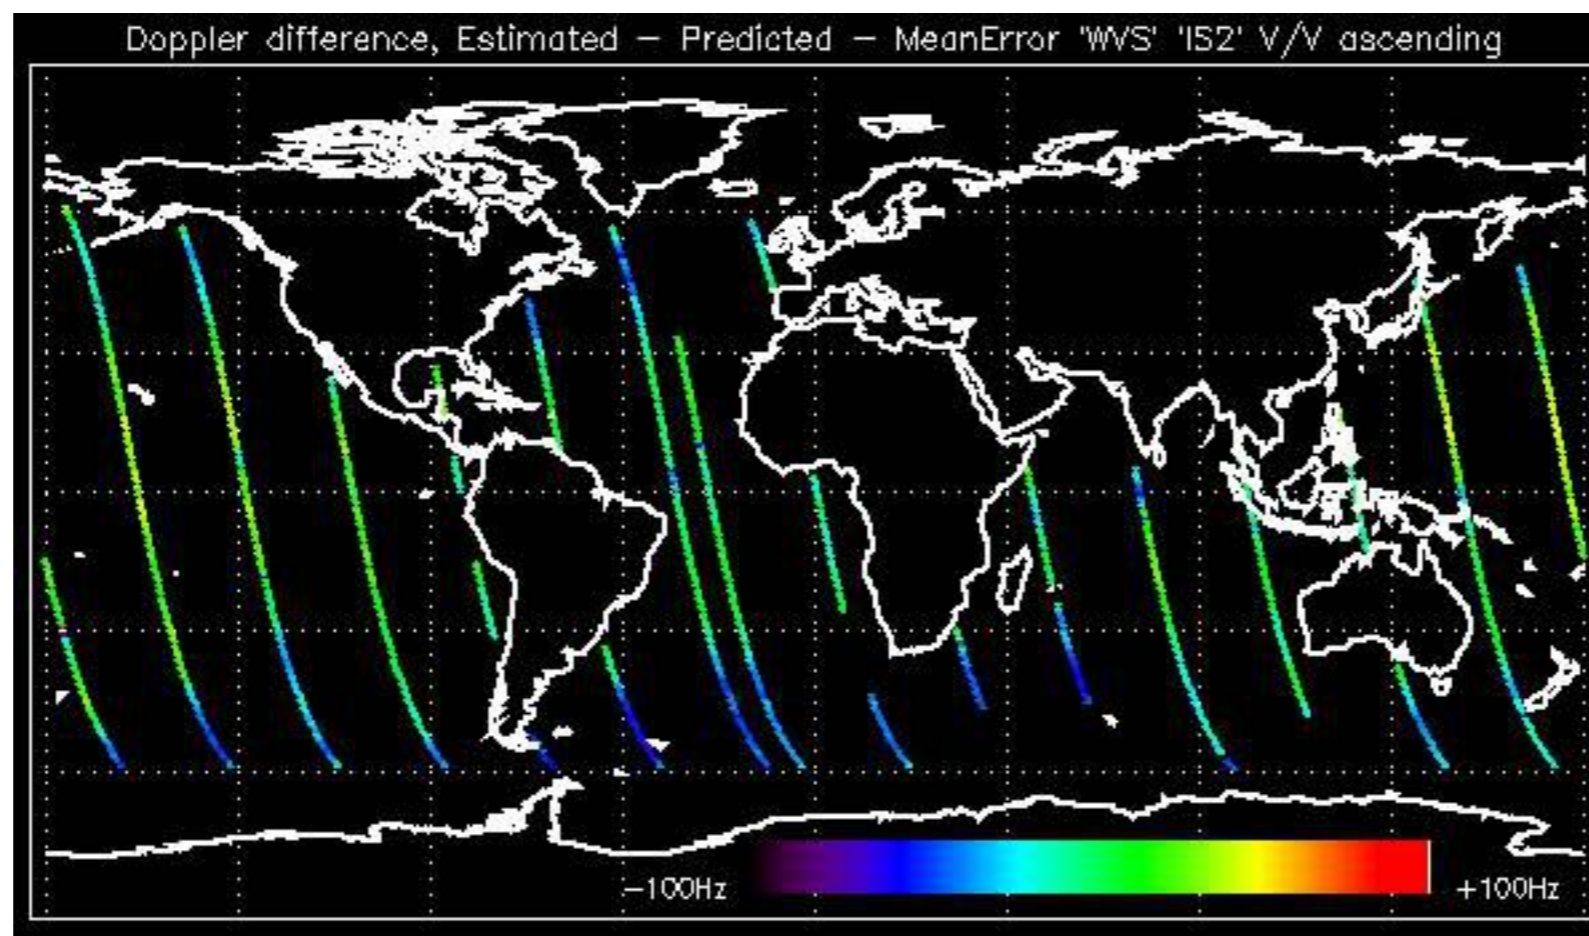 Doppler difference, Estimated – Predicted – MeanError 'WVS' 'IS2' V/V ascending
–100Hz +100Hz